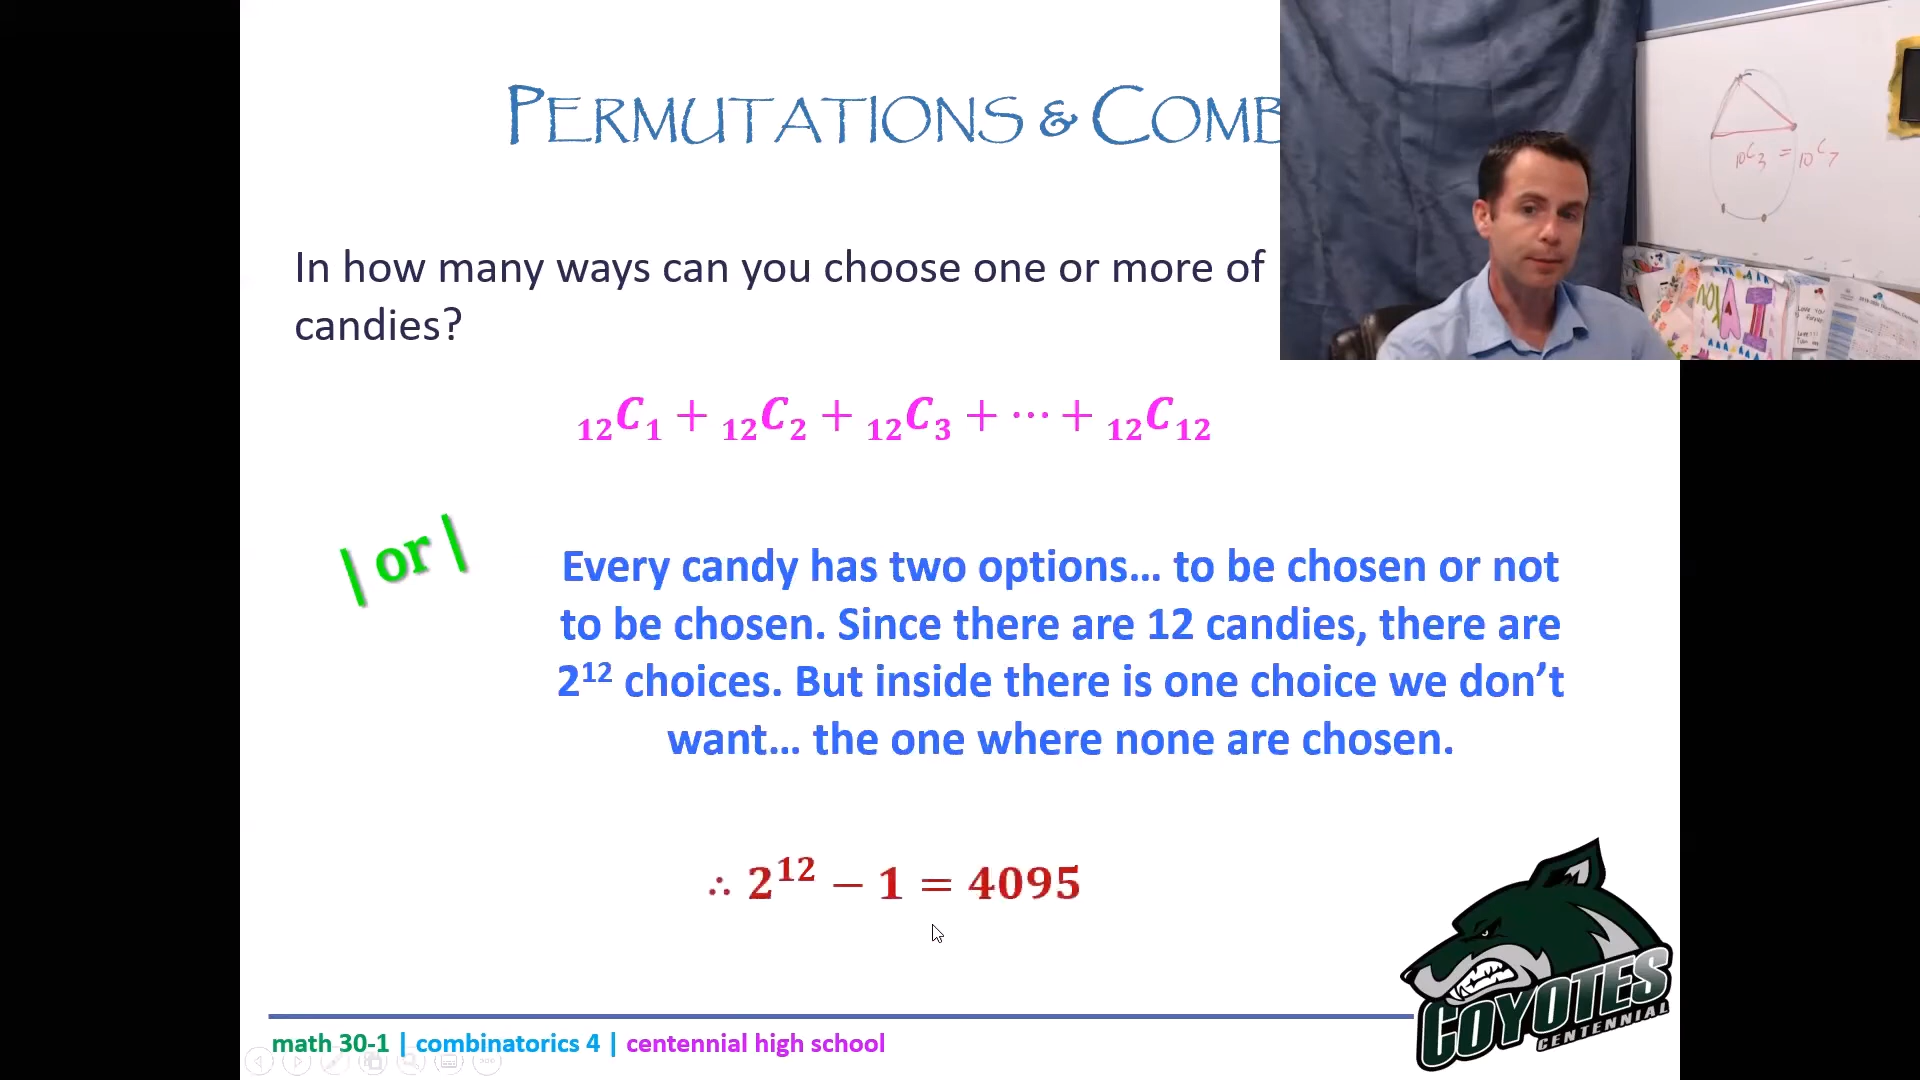 PERMUTATIONS & COMB
In how many ways can you choose one or more of
candies?
₁₂C₁ + ₁₂C₂ + ₁₂C₃ + ⋯ + ₁₂C₁₂
| or |
Every candy has two options… to be chosen or not
to be chosen. Since there are 12 candies, there are
2¹² choices. But inside there is one choice we don’t
want… the one where none are chosen.
∴ 2¹² − 1 = 4095
math 30-1 | combinatorics 4 | centennial high school
COYOTES
CENTENNIAL
₁₀C₃ = ₁₀C₇